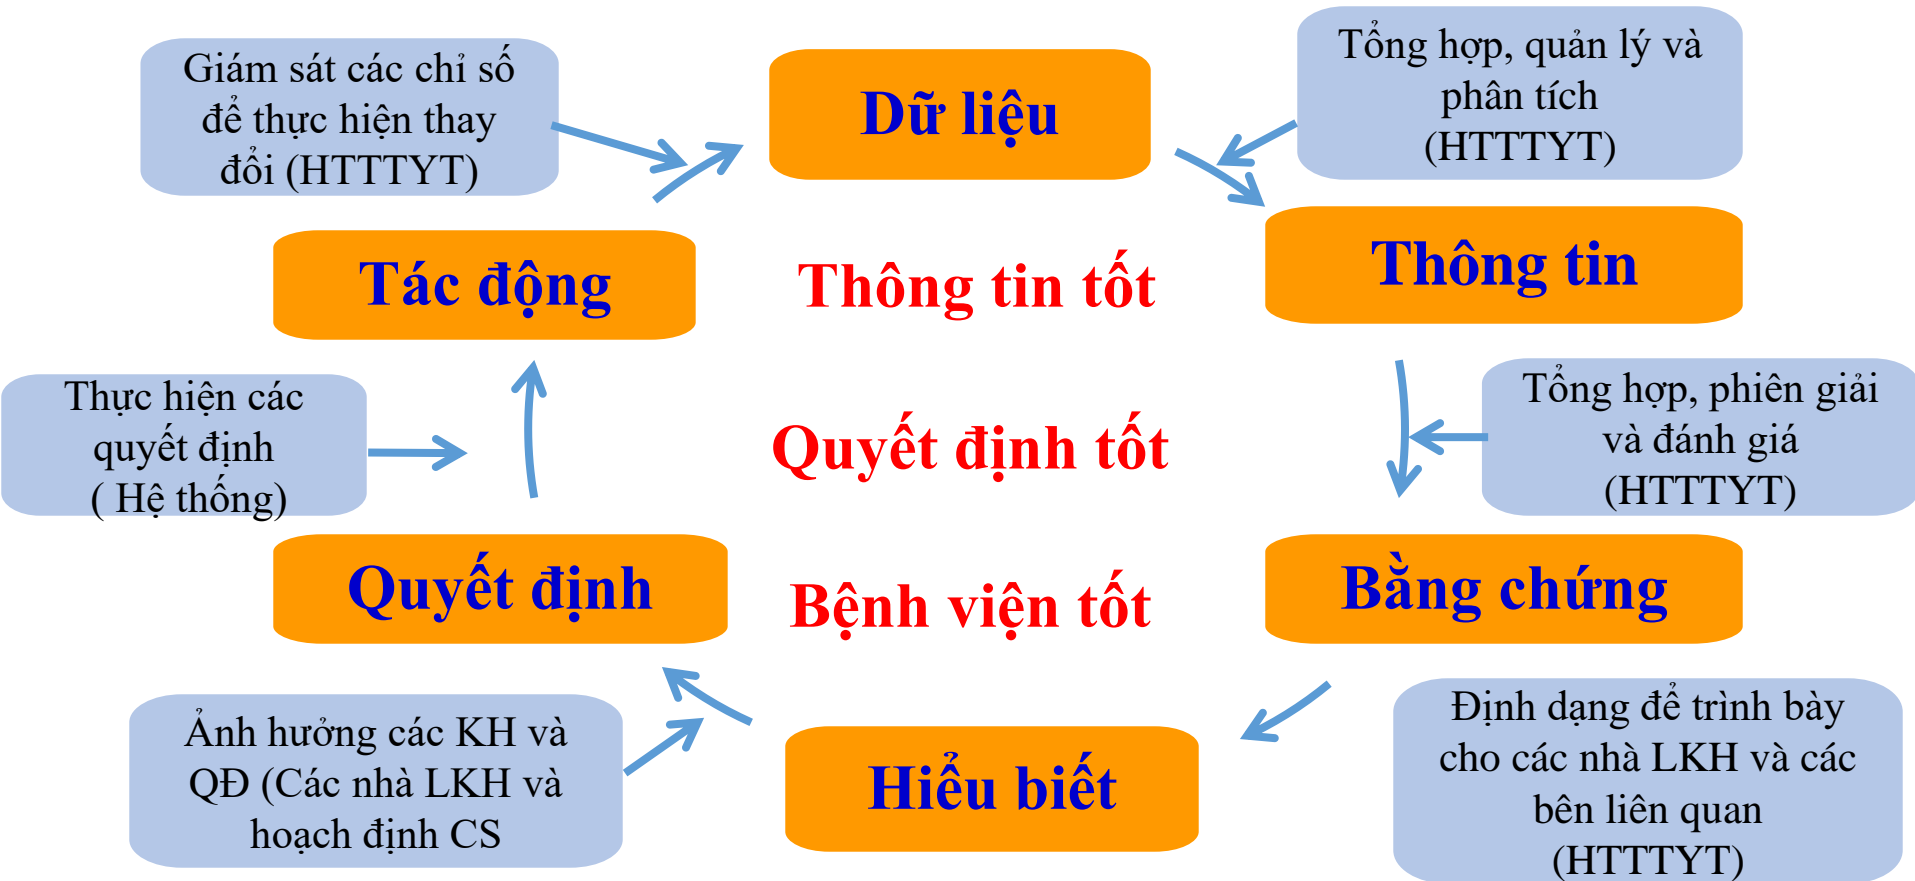 Giám sát các chỉ số
để thực hiện thay
đổi (HTTTYT)
Dữ liệu
Tổng hợp, quản lý và
phân tích
(HTTTYT)
Tác động
Thông tin tốt
Thông tin
Thực hiện các
quyết định
( Hệ thống)
Quyết định tốt
Tổng hợp, phiên giải
và đánh giá
(HTTTYT)
Quyết định
Bệnh viện tốt
Bằng chứng
Ảnh hưởng các KH và
QĐ (Các nhà LKH và
hoạch định CS
Hiểu biết
Định dạng để trình bày
cho các nhà LKH và các
bên liên quan
(HTTTYT)